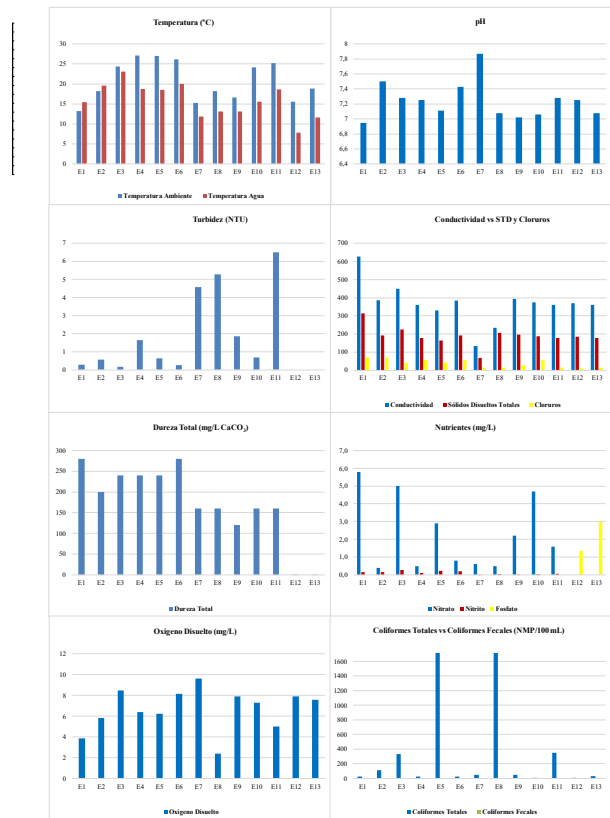 Temperatura (°C)
30
25
20
15
10
5
0
E1 E2 E3 E4 E5 E6 E7 E8 E9 E10 E11 E12 E13
Temperatura Ambiente Temperatura Agua
pH
8
7,8
7,6
7,4
7,2
7
6,8
6,6
6,4
E1 E2 E3 E4 E5 E6 E7 E8 E9 E10 E11 E12 E13
Turbidez (NTU)
7
6
5
4
3
2
1
0
E1 E2 E3 E4 E5 E6 E7 E8 E9 E10 E11 E12 E13
Conductividad vs STD y Cloruros
700
600
500
400
300
200
100
0
E1 E2 E3 E4 E5 E6 E7 E8 E9 E10 E11 E12 E13
Conductividad Sólidos Disueltos Totales Cloruros
Dureza Total (mg/L CaCO₃)
300
250
200
150
100
50
0
E1 E2 E3 E4 E5 E6 E7 E8 E9 E10 E11 E12 E13
Dureza Total
Nutrientes (mg/L)
6,0
5,0
4,0
3,0
2,0
1,0
0,0
E1 E2 E3 E4 E5 E6 E7 E8 E9 E10 E11 E12 E13
Nitrato Nitrito Fosfato
Oxigeno Disuelto (mg/L)
12
10
8
6
4
2
0
E1 E2 E3 E4 E5 E6 E7 E8 E9 E10 E11 E12 E13
Oxigeno Disuelto
Coliformes Totales vs Coliformes Fecales (NMP/100 mL)
1600
1400
1200
1000
800
600
400
200
0
E1 E2 E3 E4 E5 E6 E7 E8 E9 E10 E11 E12 E13
Coliformes Totales Coliformes Fecales